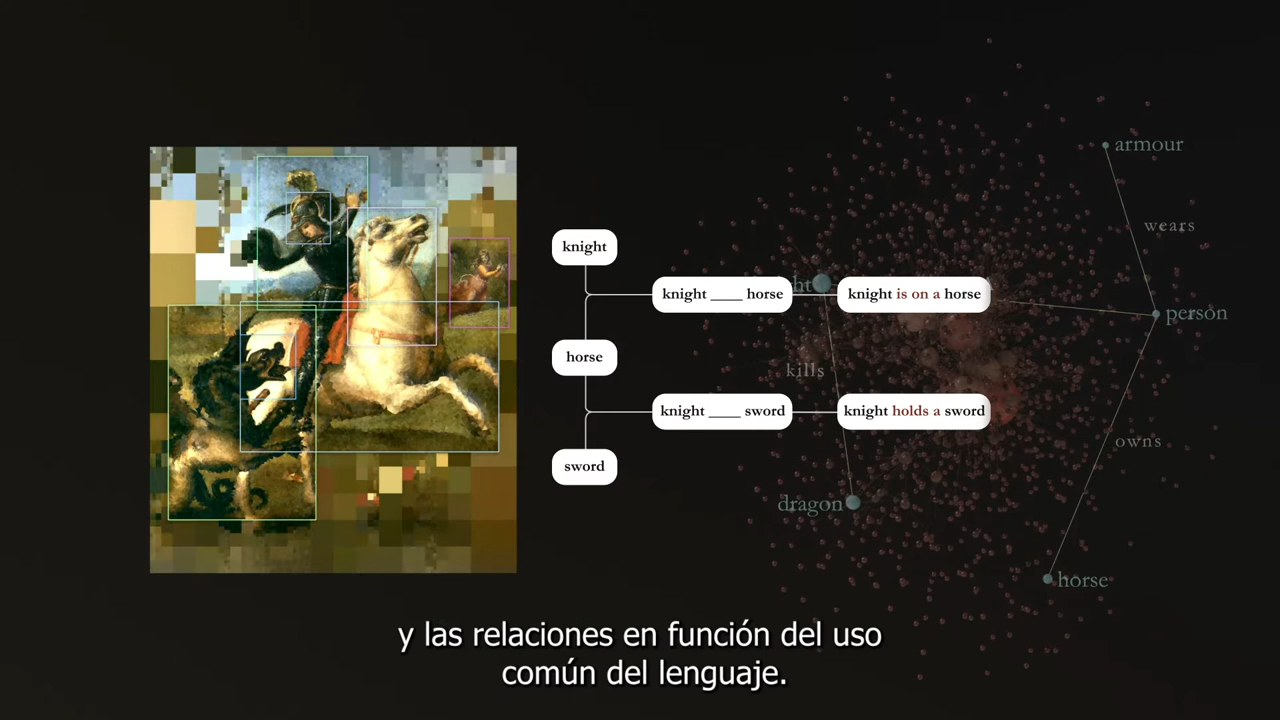 armour
wears
knight
knight ____ horse
ht
knight is on a horse
person
horse
kills
knight ____ sword
knight holds a sword
owns
sword
dragon
horse
y las relaciones en función del uso
común del lenguaje.